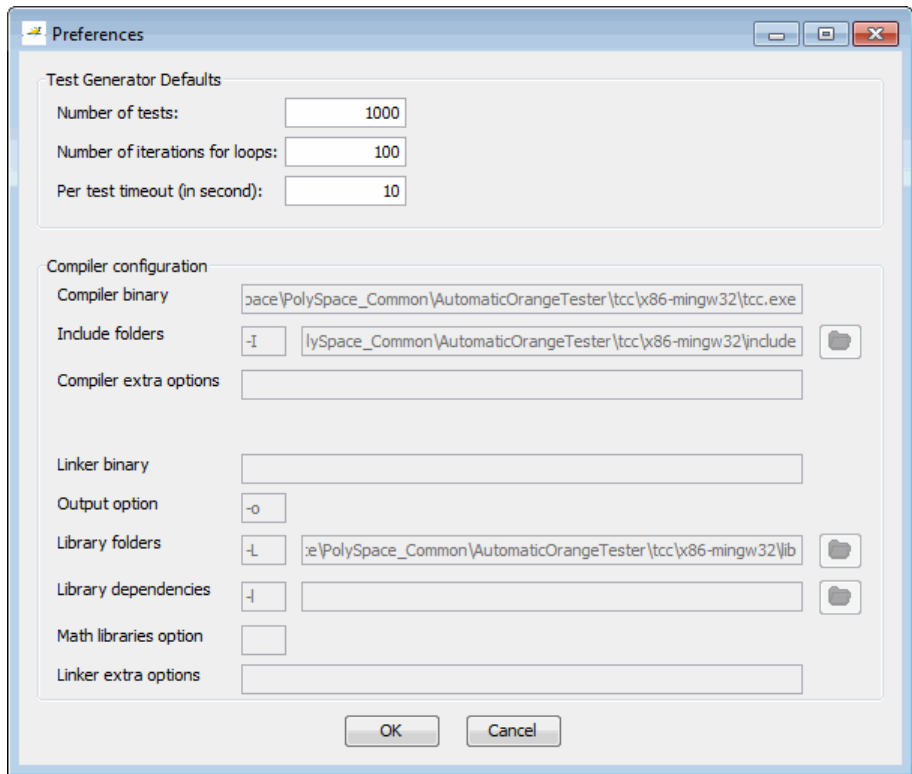 Preferences
Test Generator Defaults
Number of tests: 1000
Number of iterations for loops: 100
Per test timeout (in second): 10
Compiler configuration
Compiler binary pace\PolySpace_Common\AutomaticOrangeTester\tcc\x86-mingw32\tcc.exe
Include folders -I lySpace_Common\AutomaticOrangeTester\tcc\x86-mingw32\include
Compiler extra options
Linker binary
Output option -o
Library folders -L e\PolySpace_Common\AutomaticOrangeTester\tcc\x86-mingw32\lib
Library dependencies -l
Math libraries option
Linker extra options
OK Cancel